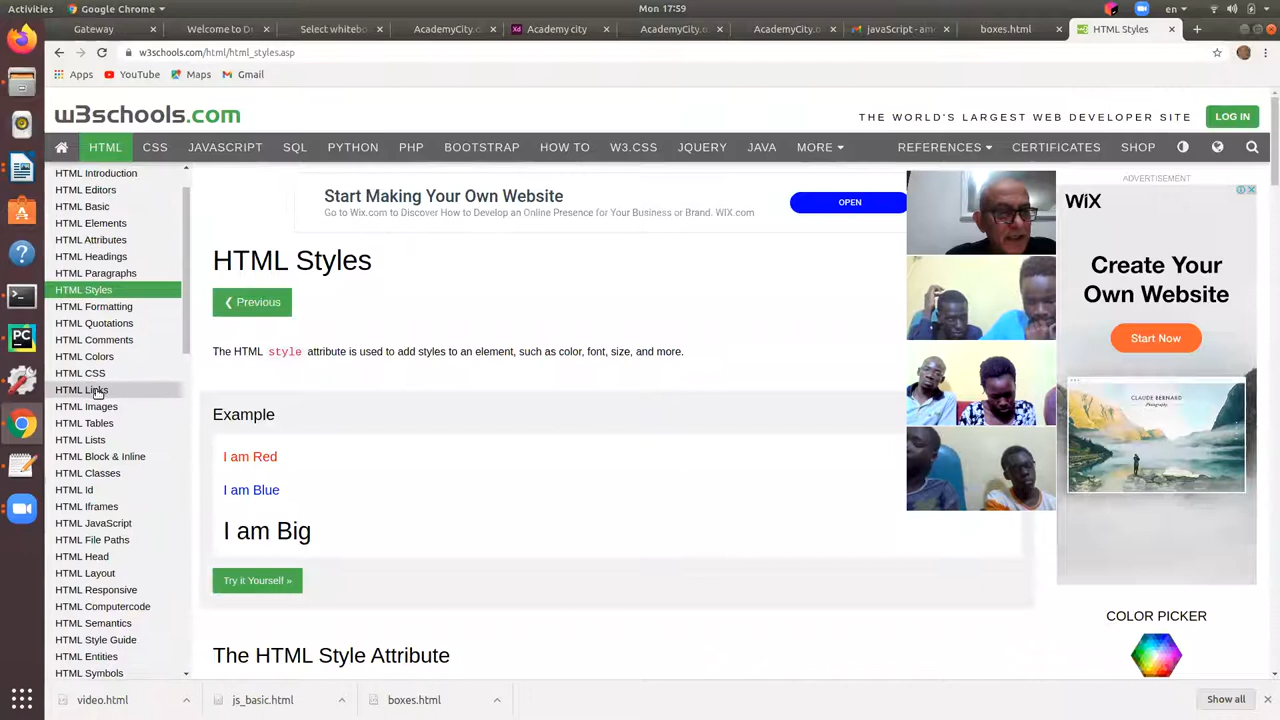 Activities
Google Chrome
Mon 17:59
en
Gateway
Welcome to D
Select whitebo
AcademyCity.c
Academy city
AcademyCity.o
AcademyCity.o
javaScript - am
boxes.html
HTML Styles
w3schools.com/html/html_styles.asp
Apps
YouTube
Maps
Gmail
w3schools.com
THE WORLD'S LARGEST WEB DEVELOPER SITE
LOG IN
HTML
CSS
JAVASCRIPT
SQL
PYTHON
PHP
BOOTSTRAP
HOW TO
W3.CSS
JQUERY
JAVA
MORE
REFERENCES
CERTIFICATES
SHOP
HTML Introduction
HTML Editors
HTML Basic
HTML Elements
HTML Attributes
HTML Headings
HTML Paragraphs
HTML Styles
HTML Formatting
HTML Quotations
HTML Comments
HTML Colors
HTML CSS
HTML Links
HTML Images
HTML Tables
HTML Lists
HTML Block & Inline
HTML Classes
HTML Id
HTML Iframes
HTML JavaScript
HTML File Paths
HTML Head
HTML Layout
HTML Responsive
HTML Computercode
HTML Semantics
HTML Style Guide
HTML Entities
HTML Symbols
Start Making Your Own Website
Go to Wix.com to Discover How to Develop an Online Presence for Your Business or Brand. WIX.com
OPEN
HTML Styles
❮ Previous
The HTML style attribute is used to add styles to an element, such as color, font, size, and more.
Example
I am Red
I am Blue
I am Big
Try it Yourself »
The HTML Style Attribute
ADVERTISEMENT
WiX
Create Your
Own Website
Start Now
CLAUDE BERNARD
Photography
COLOR PICKER
video.html
js_basic.html
boxes.html
Show all